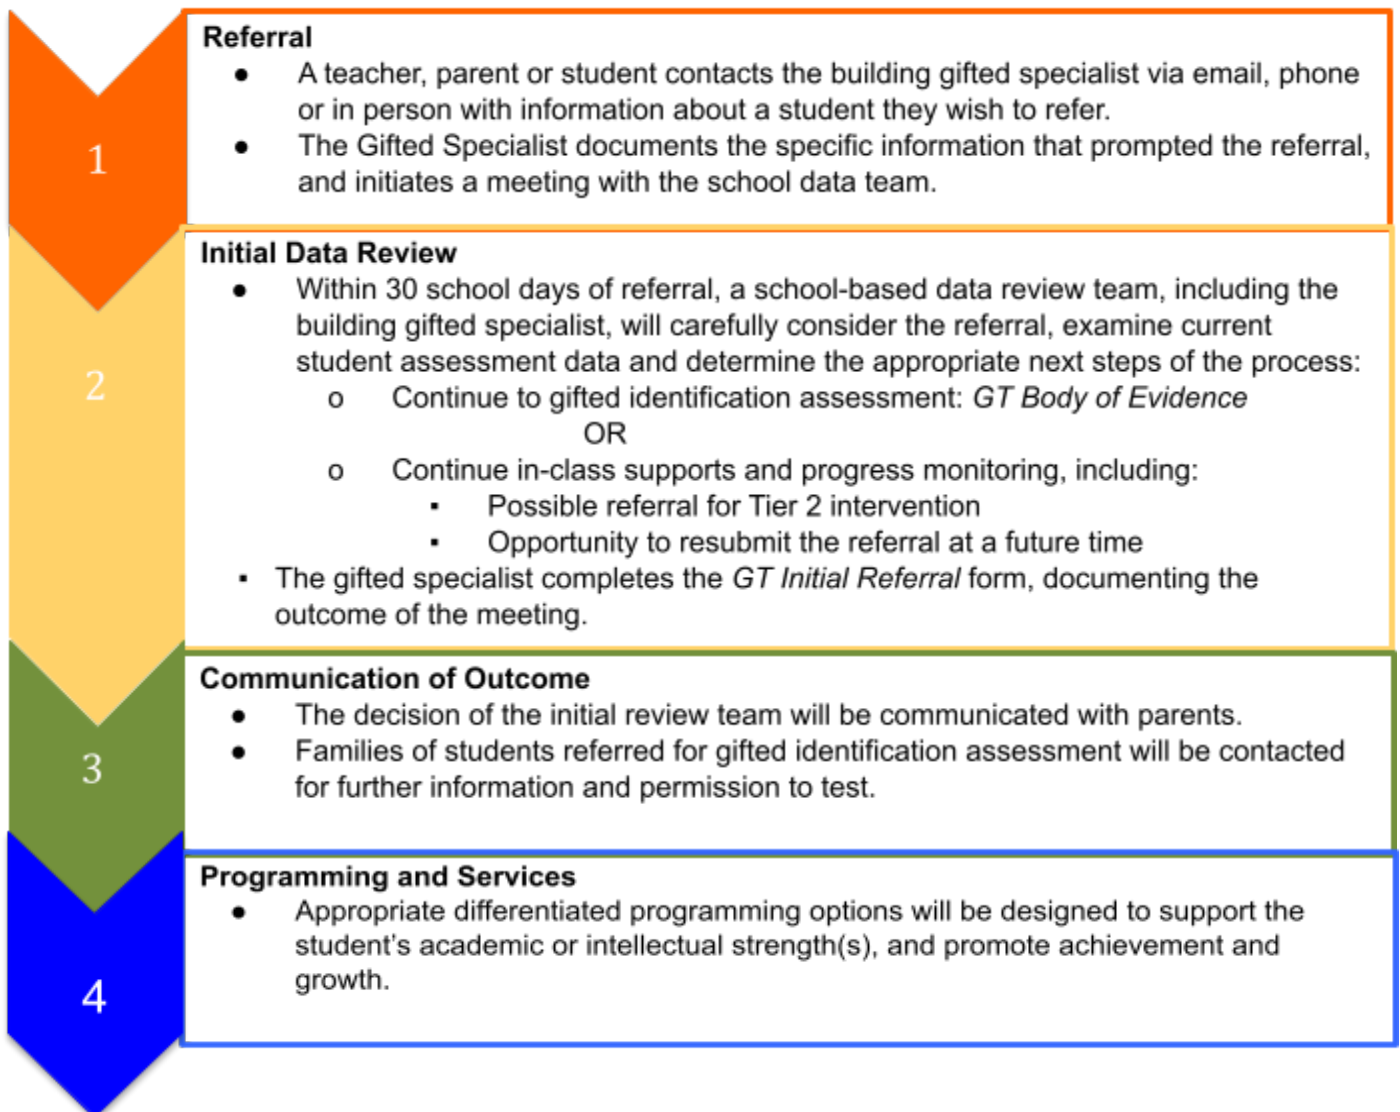 1
Referral
● A teacher, parent or student contacts the building gifted specialist via email, phone
or in person with information about a student they wish to refer.
● The Gifted Specialist documents the specific information that prompted the referral,
and initiates a meeting with the school data team.
2
Initial Data Review
● Within 30 school days of referral, a school-based data review team, including the
building gifted specialist, will carefully consider the referral, examine current
student assessment data and determine the appropriate next steps of the process:
o Continue to gifted identification assessment: GT Body of Evidence
OR
o Continue in-class supports and progress monitoring, including:
▪ Possible referral for Tier 2 intervention
▪ Opportunity to resubmit the referral at a future time
▪ The gifted specialist completes the GT Initial Referral form, documenting the
outcome of the meeting.
3
Communication of Outcome
● The decision of the initial review team will be communicated with parents.
● Families of students referred for gifted identification assessment will be contacted
for further information and permission to test.
4
Programming and Services
● Appropriate differentiated programming options will be designed to support the
student’s academic or intellectual strength(s), and promote achievement and
growth.